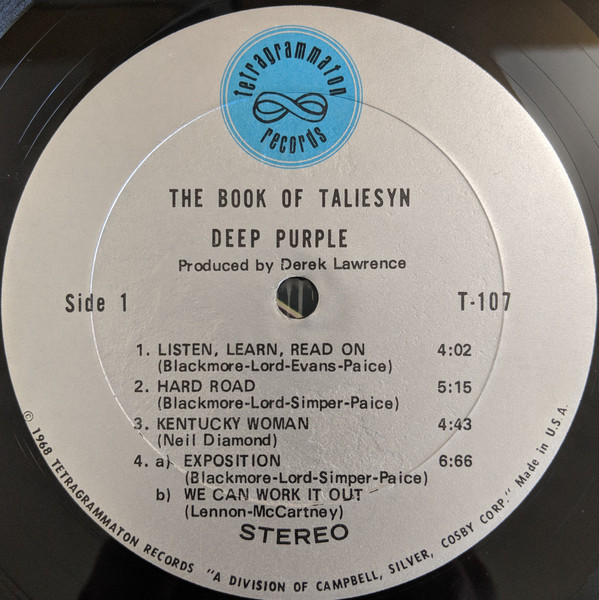 tetragrammaton
records
THE BOOK OF TALIESYN
DEEP PURPLE
Produced by Derek Lawrence
Side 1
T-107
1. LISTEN, LEARN, READ ON 4:02
(Blackmore-Lord-Evans-Paice)
2. HARD ROAD 5:15
(Blackmore-Lord-Simper-Paice)
3. KENTUCKY WOMAN 4:43
(Neil Diamond)
4. a) EXPOSITION 6:66
(Blackmore-Lord-Simper-Paice)
b) WE CAN WORK IT OUT
(Lennon-McCartney)
STEREO
© 1968 TETRAGRAMMATON RECORDS "A DIVISION OF CAMPBELL, SILVER, COSBY CORP." Made in U.S.A.